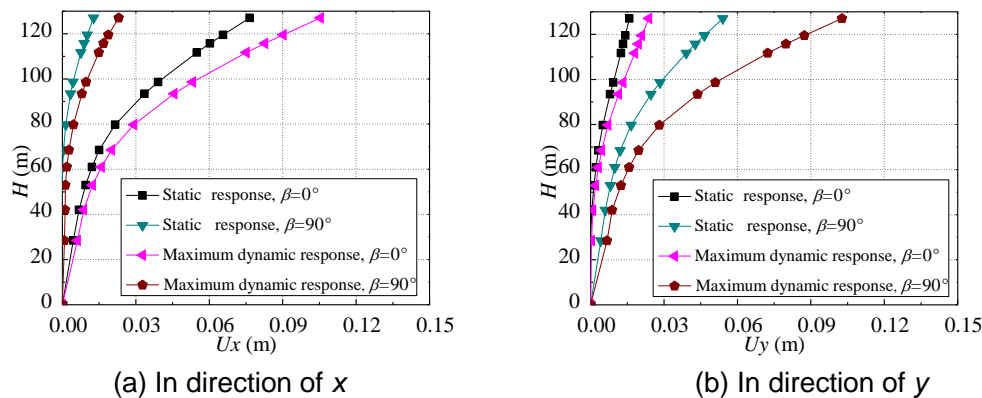 120
100
80
60
40
20
0
H (m)
Static response, β=0°
Static response, β=90°
Maximum dynamic response, β=0°
Maximum dynamic response, β=90°
0.00 0.03 0.06 0.09 0.12 0.15
Ux (m)
(a) In direction of x
120
100
80
60
40
20
0
H (m)
Static response, β=0°
Static response, β=90°
Maximum dynamic response, β=0°
Maximum dynamic response, β=90°
0.00 0.03 0.06 0.09 0.12 0.15
Uy (m)
(b) In direction of y